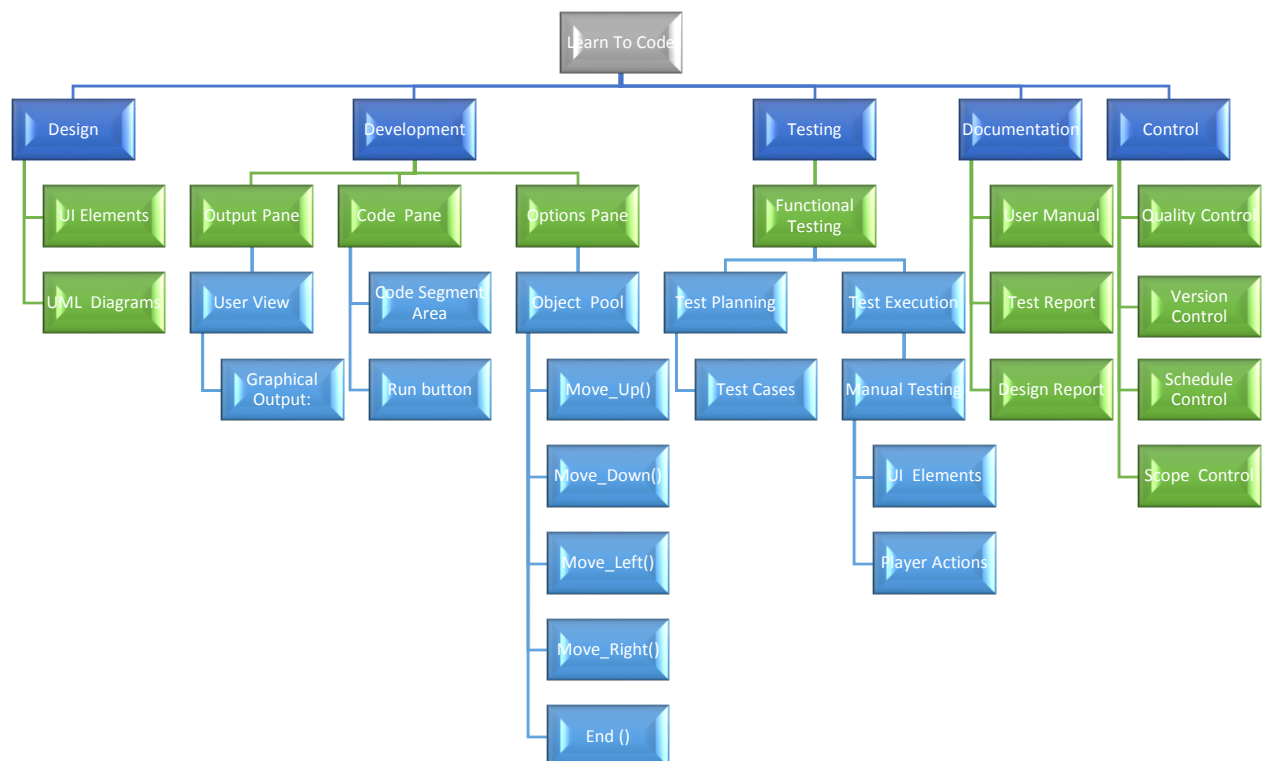 Learn To Code
Design
Development
Testing
Documentation
Control
UI Elements
Output Pane
Code  Pane
Options Pane
Functional
Testing
User Manual
Quality Control
UML  Diagrams
User View
Code Segment
Area
Object  Pool
Test Planning
Test Execution
Test Report
Version
Control
Graphical
Output:
Run button
Move_Up()
Test Cases
Manual Testing
Design Report
Schedule
Control
Move_Down()
UI  Elements
Scope  Control
Move_Left()
Player Actions
Move_Right()
End ()